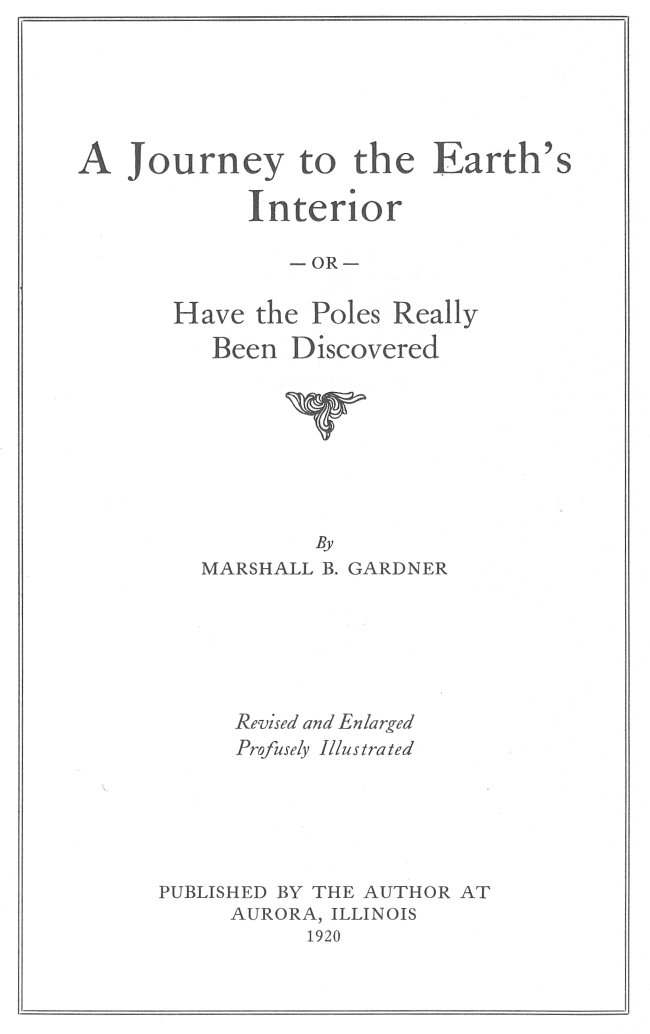 A Journey to the Earth's
Interior
— OR —
Have the Poles Really
Been Discovered
By
MARSHALL B. GARDNER
Revised and Enlarged
Profusely Illustrated
PUBLISHED BY THE AUTHOR AT
AURORA, ILLINOIS
1920